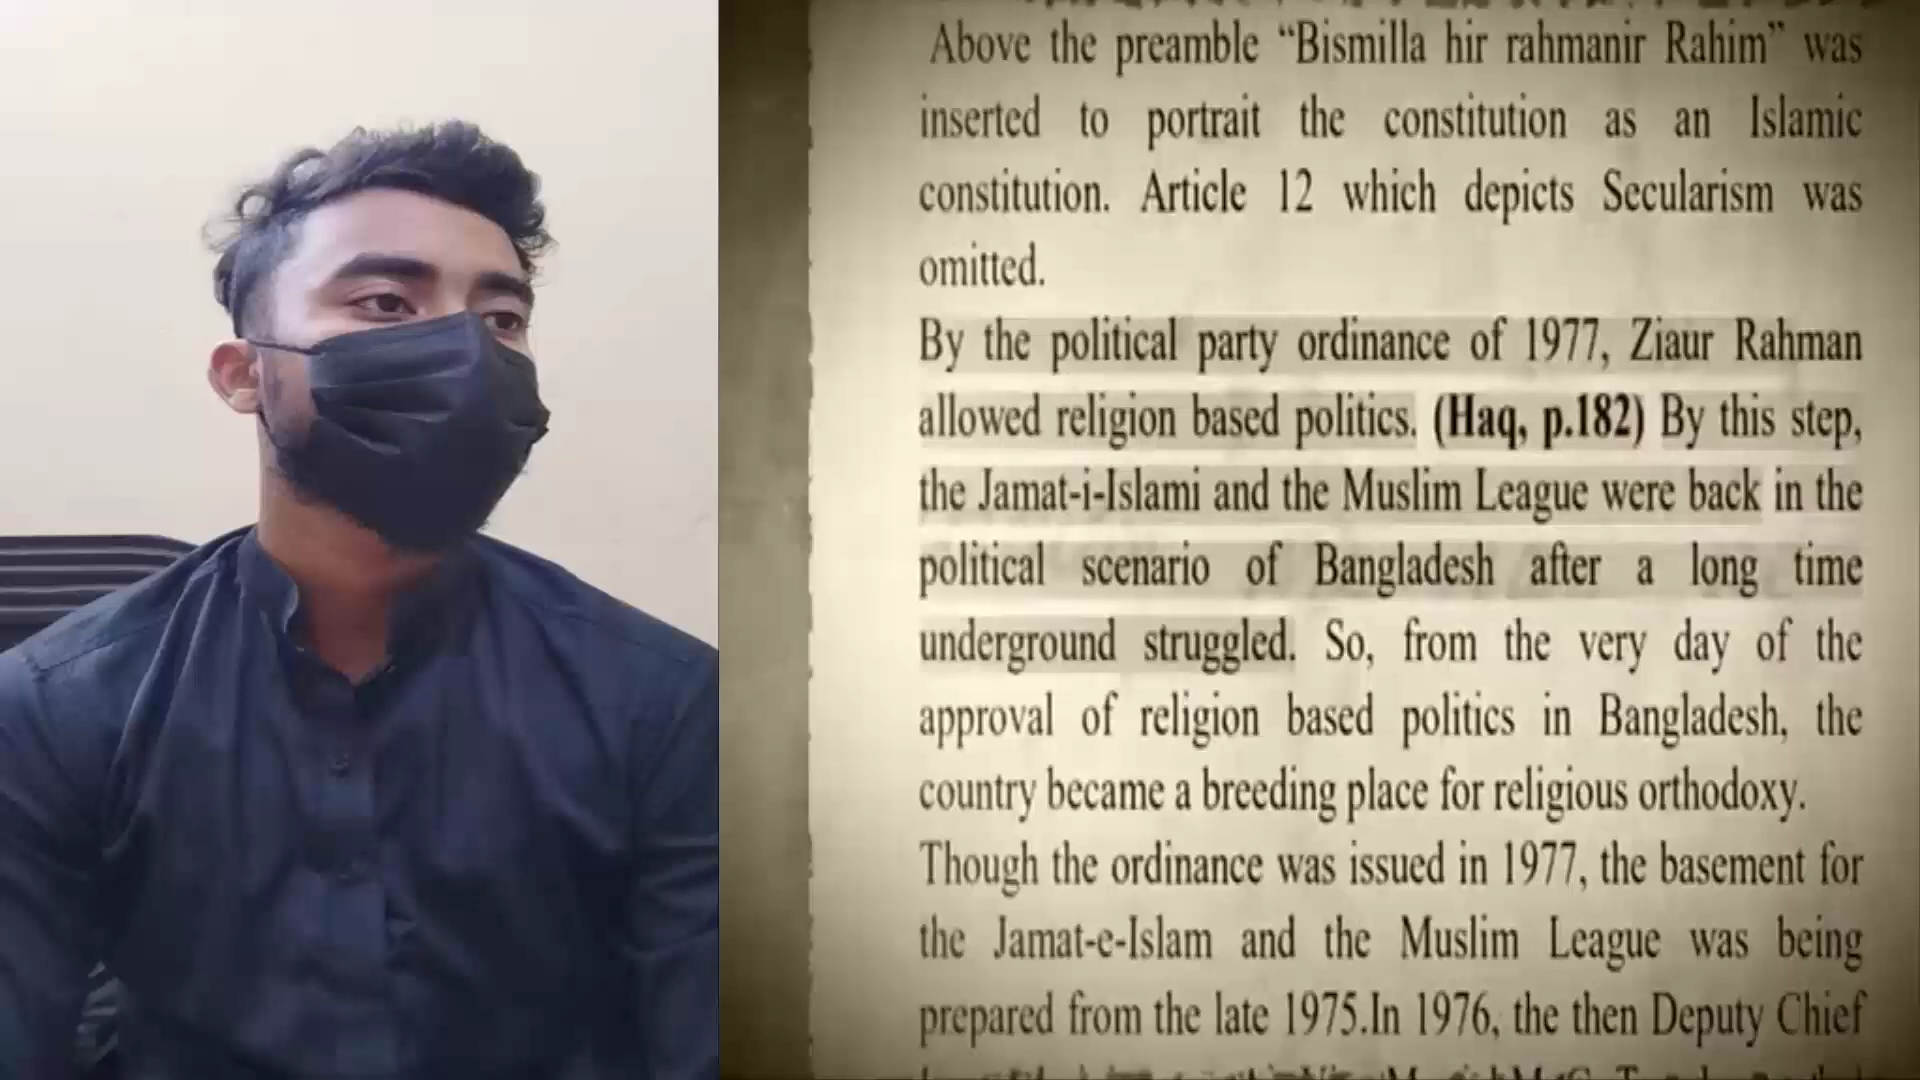 Above the preamble “Bismilla hir rahmanir Rahim” was
inserted to portrait the constitution as an Islamic
constitution. Article 12 which depicts Secularism was
omitted.
By the political party ordinance of 1977, Ziaur Rahman
allowed religion based politics. (Haq, p.182) By this step,
the Jamat-i-Islami and the Muslim League were back in the
political scenario of Bangladesh after a long time
underground struggled. So, from the very day of the
approval of religion based politics in Bangladesh, the
country became a breeding place for religious orthodoxy.
Though the ordinance was issued in 1977, the basement for
the Jamat-e-Islam and the Muslim League was being
prepared from the late 1975.In 1976, the then Deputy Chief